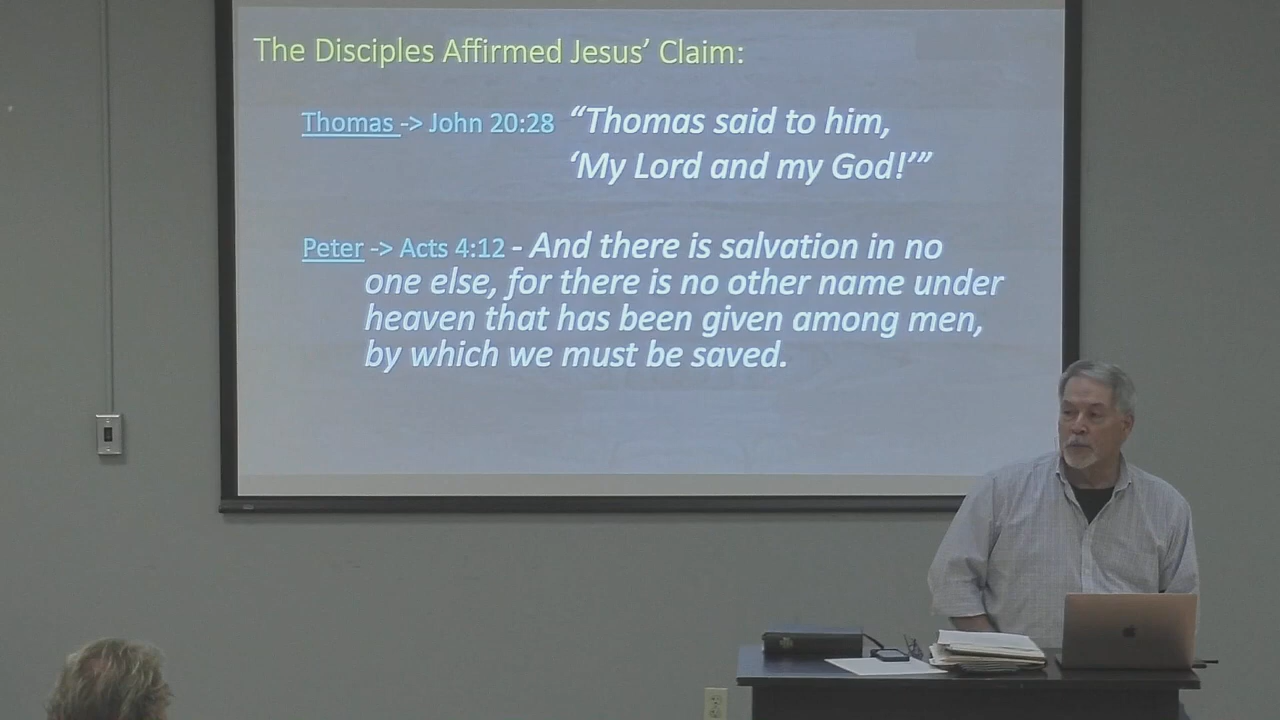 The Disciples Affirmed Jesus’ Claim:
Thomas -> John 20:28 “Thomas said to him,
‘My Lord and my God!’”
Peter -> Acts 4:12 - And there is salvation in no
one else, for there is no other name under
heaven that has been given among men,
by which we must be saved.